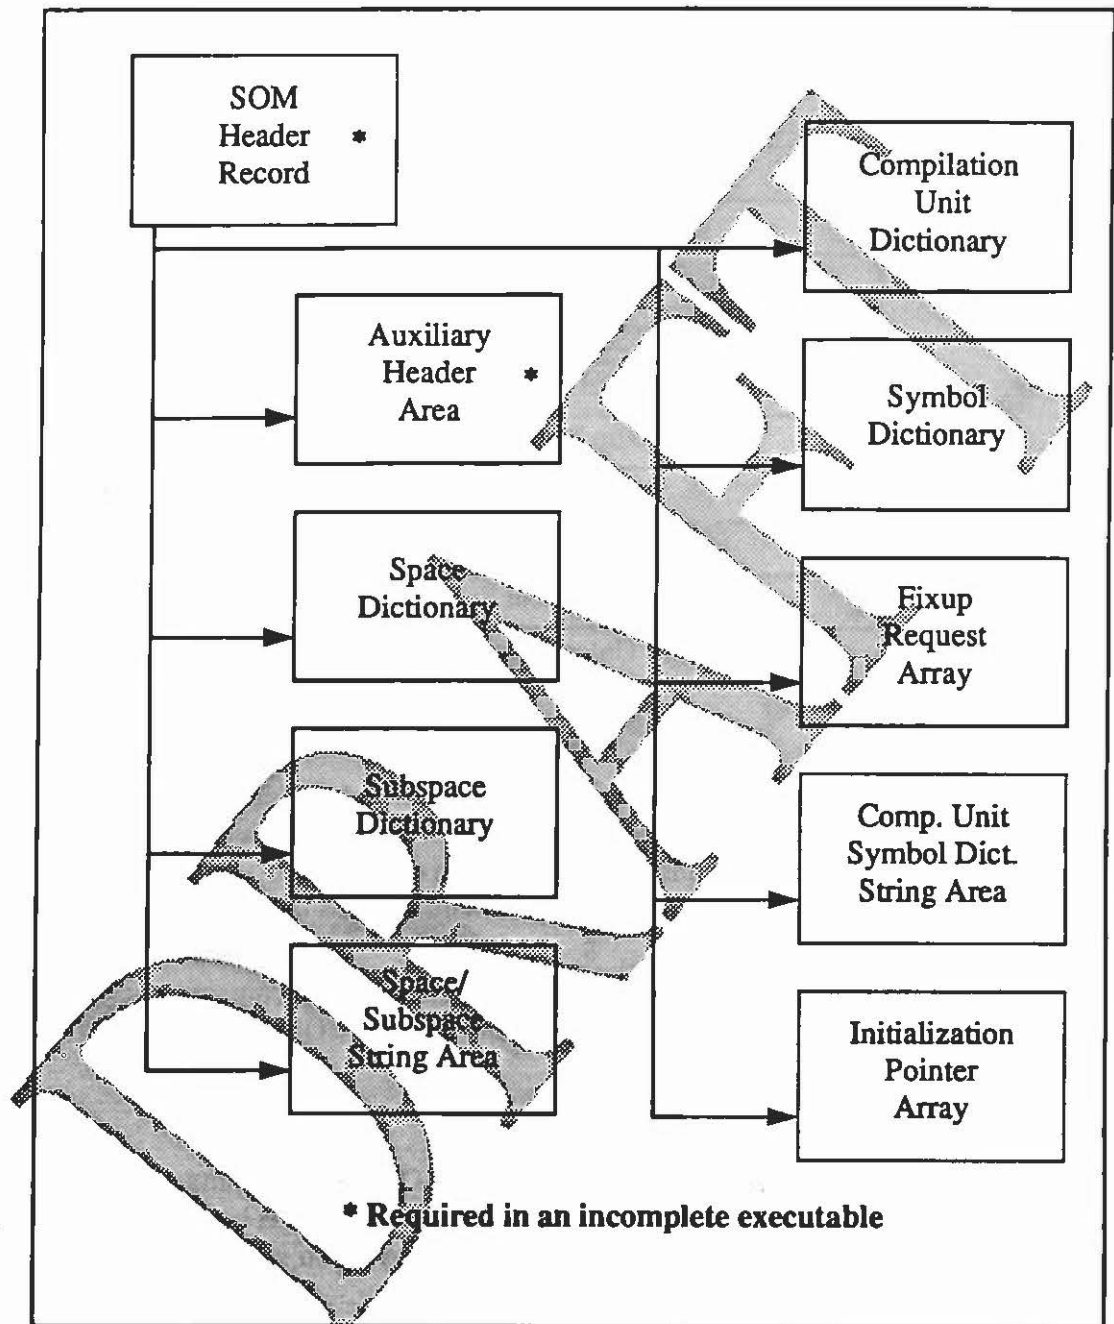 SOM
Header *
Record
Auxiliary
Header *
Area
Space
Dictionary
Subspace
Dictionary
Space/
Subspace
String Area
Compilation
Unit
Dictionary
Symbol
Dictionary
Fixup
Request
Array
Comp. Unit
Symbol Dict.
String Area
Initialization
Pointer
Array
* Required in an incomplete executable
DRAFT